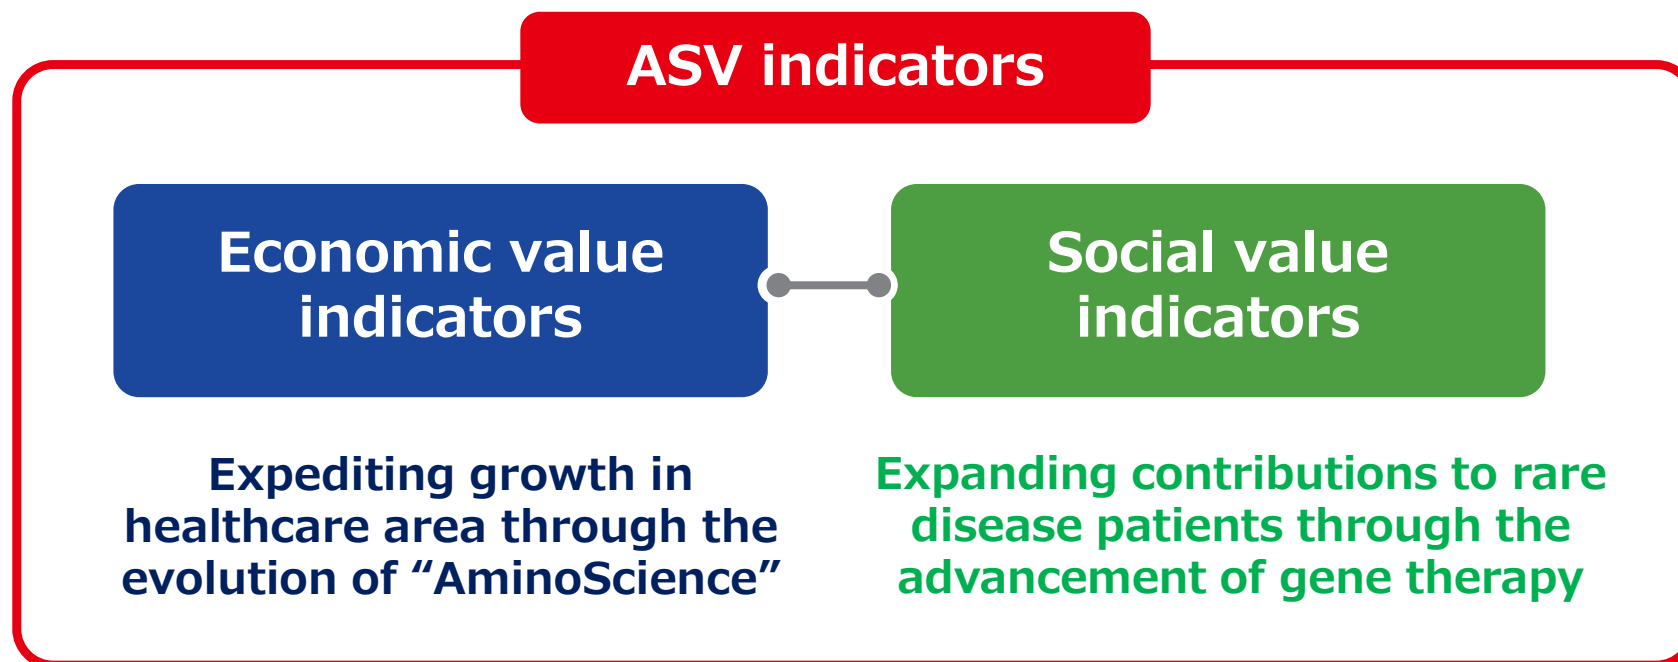 ASV indicators
Economic value
indicators
Social value
indicators
Expediting growth in
healthcare area through the
evolution of “AminoScience”
Expanding contributions to rare
disease patients through the
advancement of gene therapy